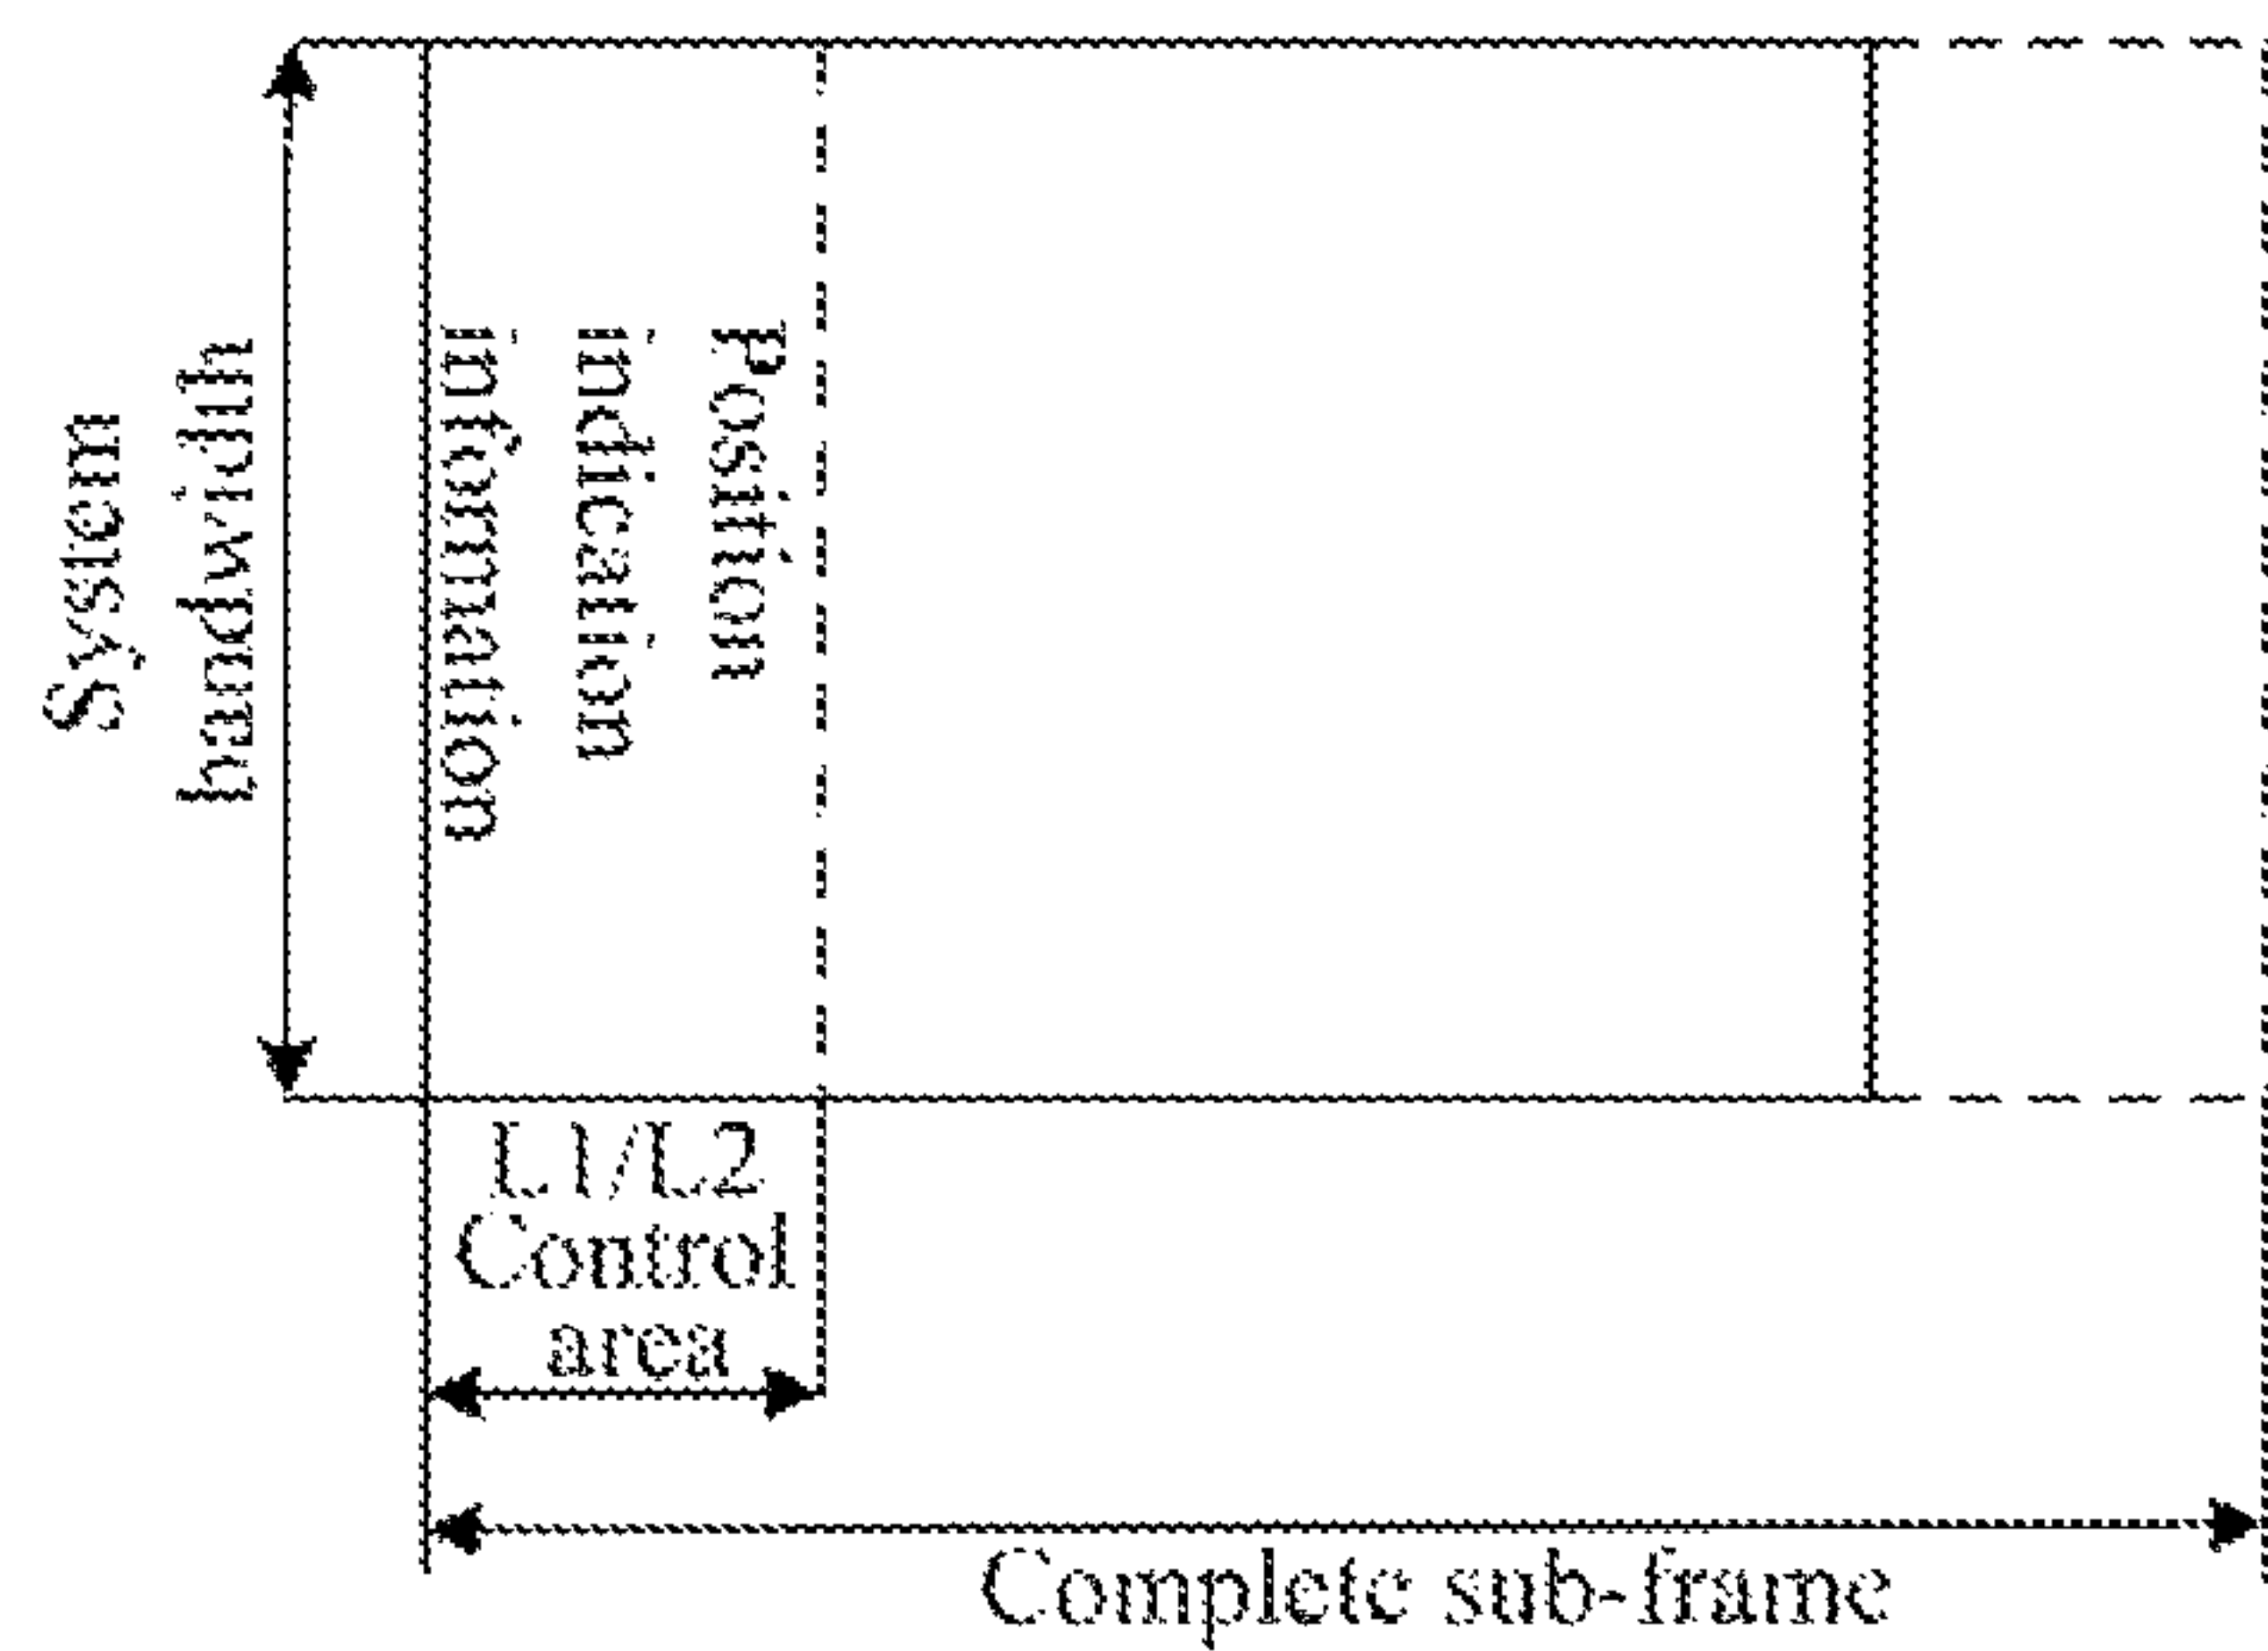 System
bandwidth
Position
indication
information
L1/L2
Control
area
Complete sub-frame